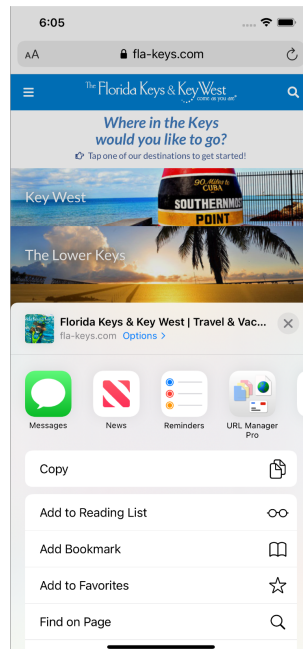 6:05
AA fla-keys.com
The Florida Keys & Key West
come as you are®
Where in the Keys
would you like to go?
Tap one of our destinations to get started!
Key West
90 Miles to
CUBA
SOUTHERNMOST
POINT
The Lower Keys
Florida Keys & Key West | Travel & Vac...
fla-keys.com Options >
Messages
News
Reminders
URL Manager
Pro
Copy
Add to Reading List
Add Bookmark
Add to Favorites
Find on Page